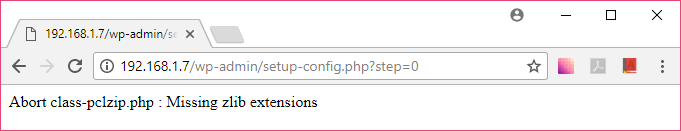 192.168.1.7/wp-admin/se
192.168.1.7/wp-admin/setup-config.php?step=0
Abort class-pclzip.php : Missing zlib extensions